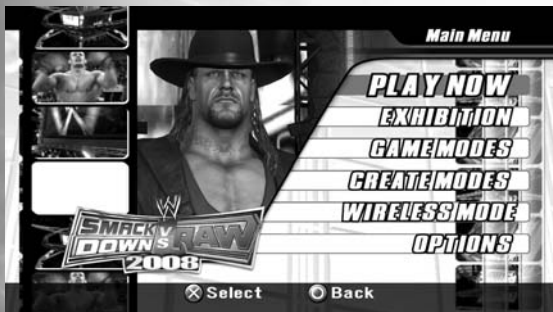 Main Menu
PLAY NOW
EXHIBITION
GAME MODES
CREATE MODES
WIRELESS MODE
OPTIONS
W
SMACK
DOWN VS RAW
2008
Select
Back